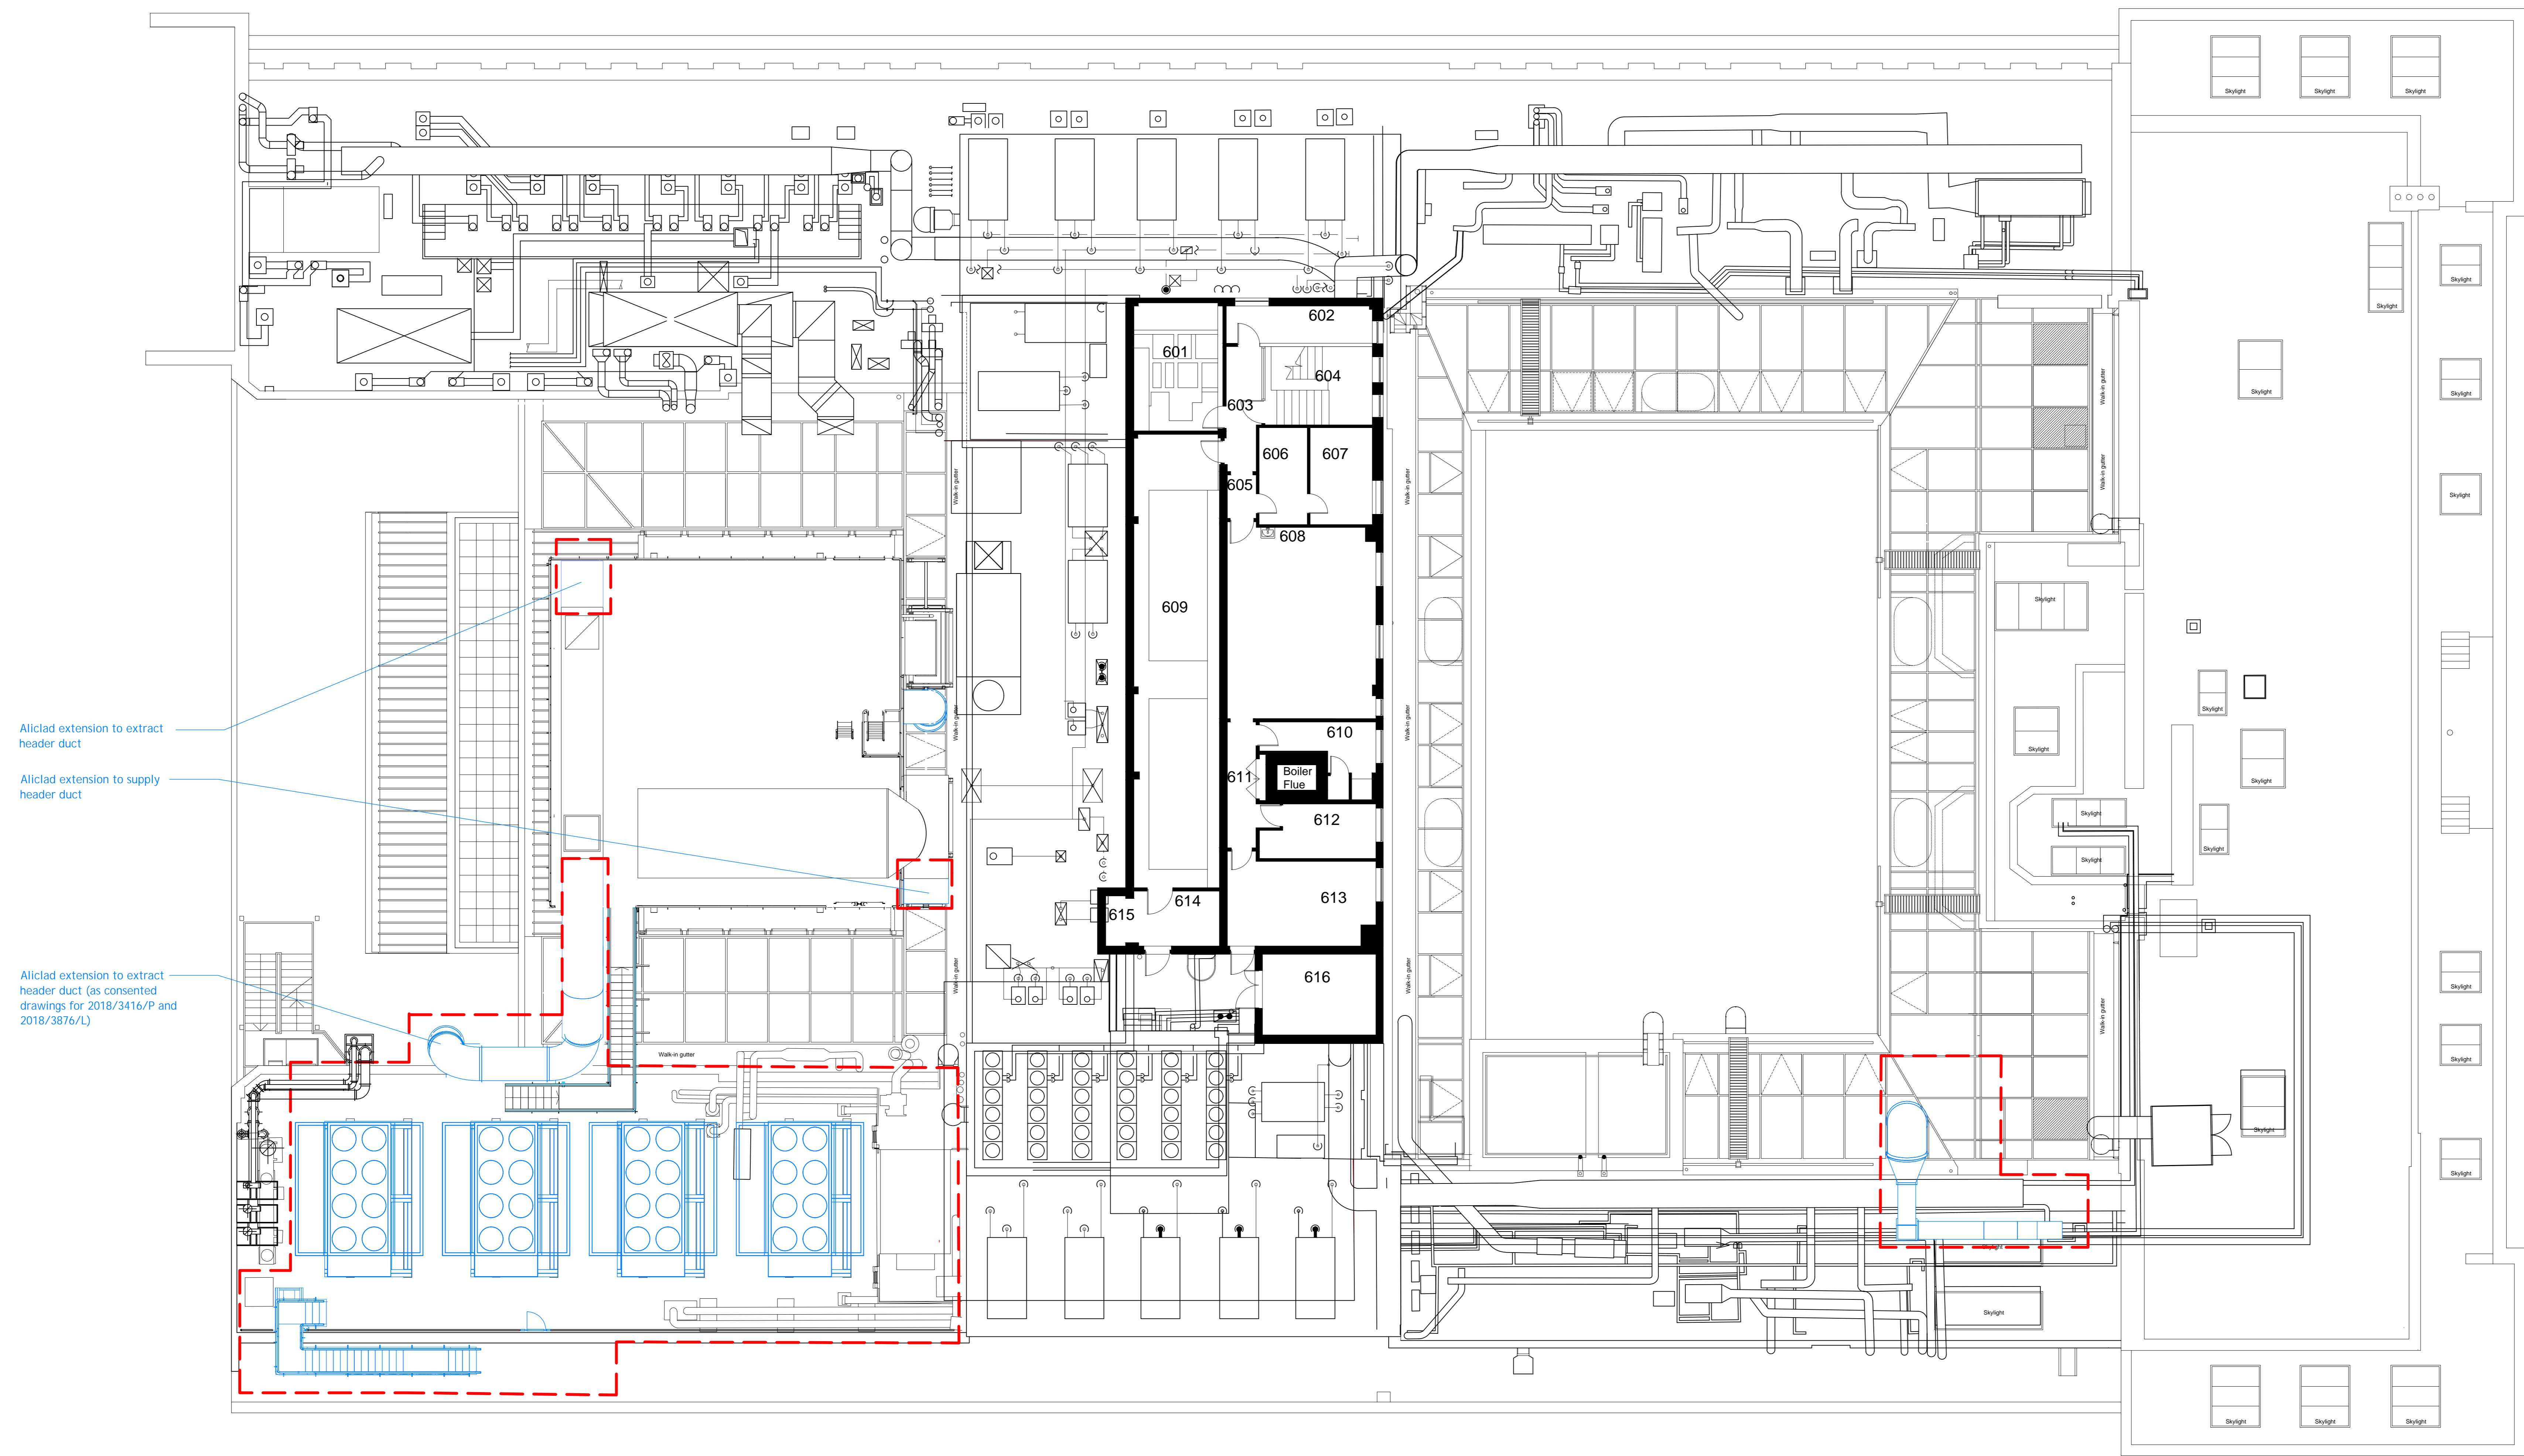 Skylight
Skylight
Skylight
602
Skylight
Skylight
601
604
Skylight
Skylight
Walk-in gutter
603
606
607
605
Walk-in gutter
Walk-in gutter
Walk-in gutter
Skylight
608
609
Skylight
Skylight
Aliclad extension to extract
header duct
Walk-in gutter
Walk-in gutter
610
Skylight
Aliclad extension to supply
header duct
611
Boiler
Flue
Skylight
Skylight
612
Skylight
Skylight
613
614
615
Aliclad extension to extract
header duct (as consented
drawings for 2018/3416/P and
2018/3876/L)
Walk-in gutter
Walk-in gutter
616
Skylight
Walk-in gutter
Walk-in gutter
Skylight
Skylight
Skylight
Skylight
Skylight
Skylight
Skylight
Skylight